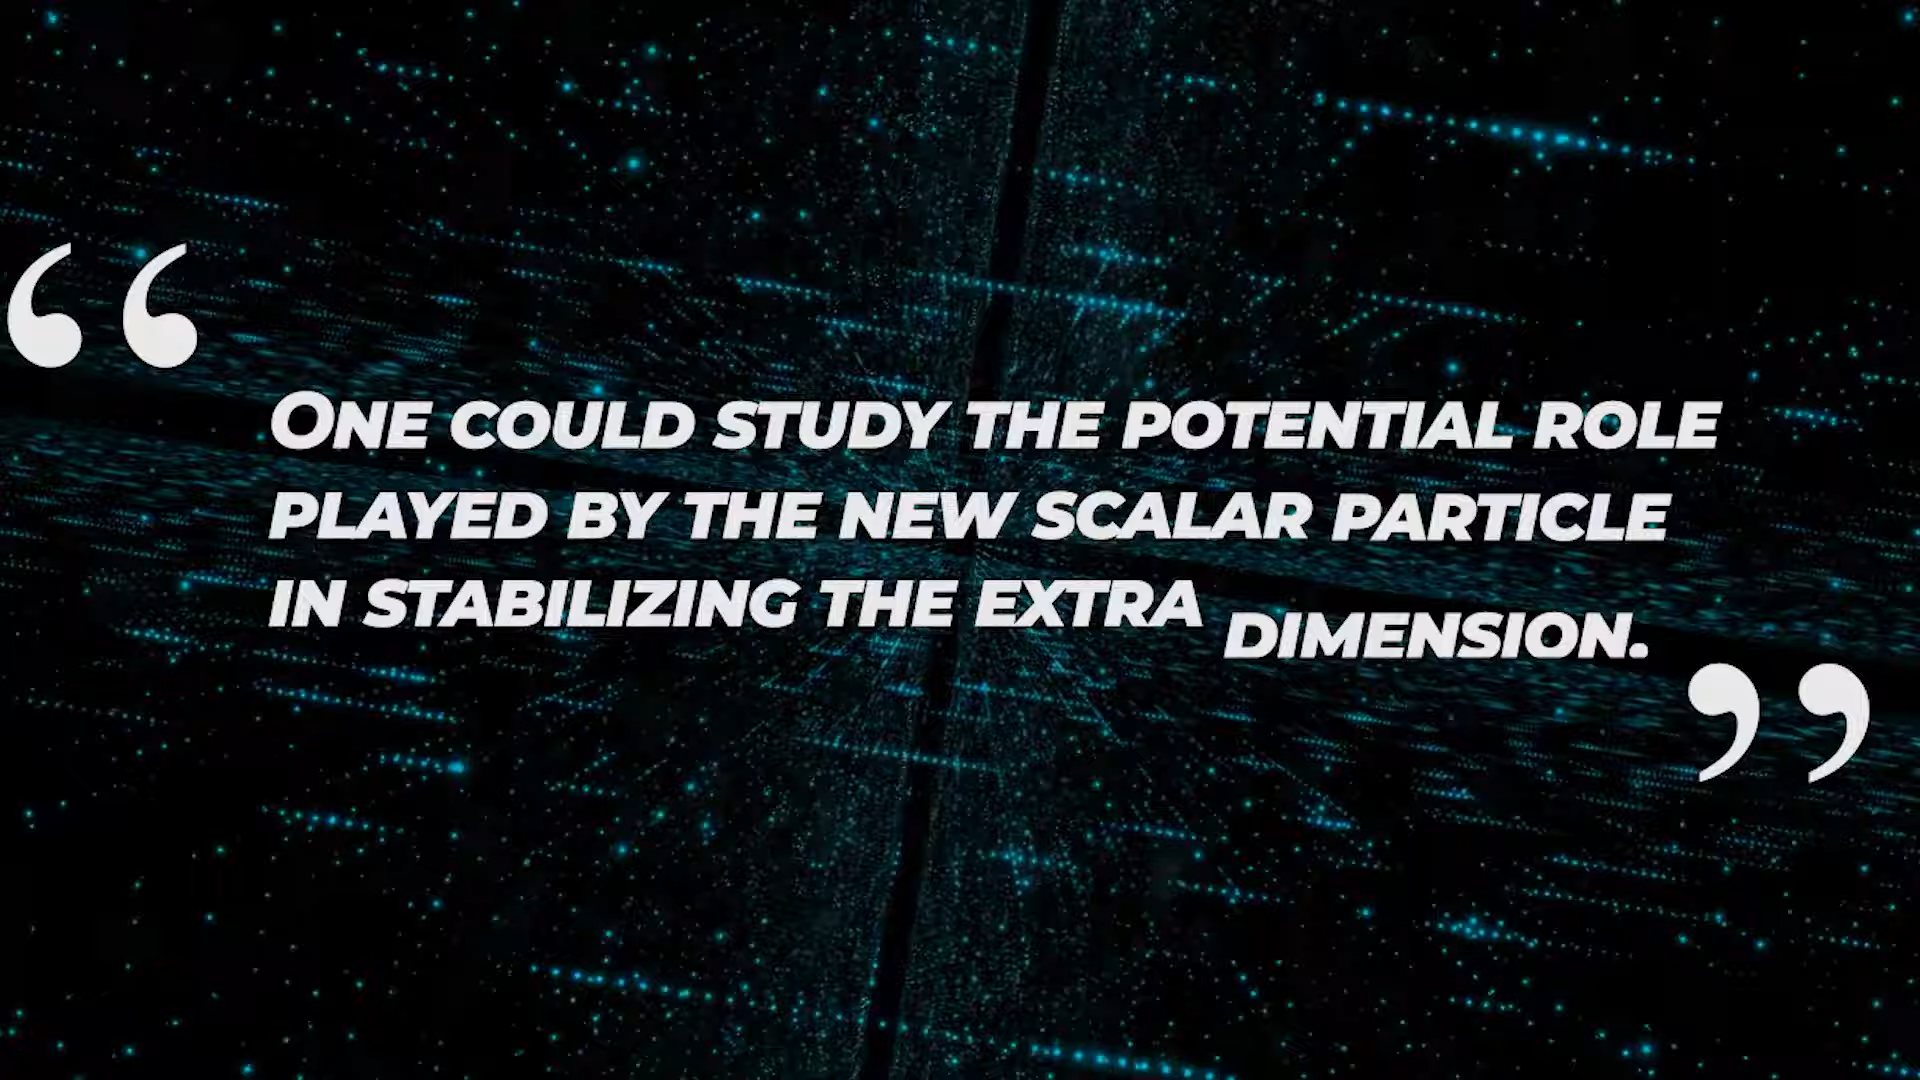 “
ONE COULD STUDY THE POTENTIAL ROLE
PLAYED BY THE NEW SCALAR PARTICLE
IN STABILIZING THE EXTRA DIMENSION.
”